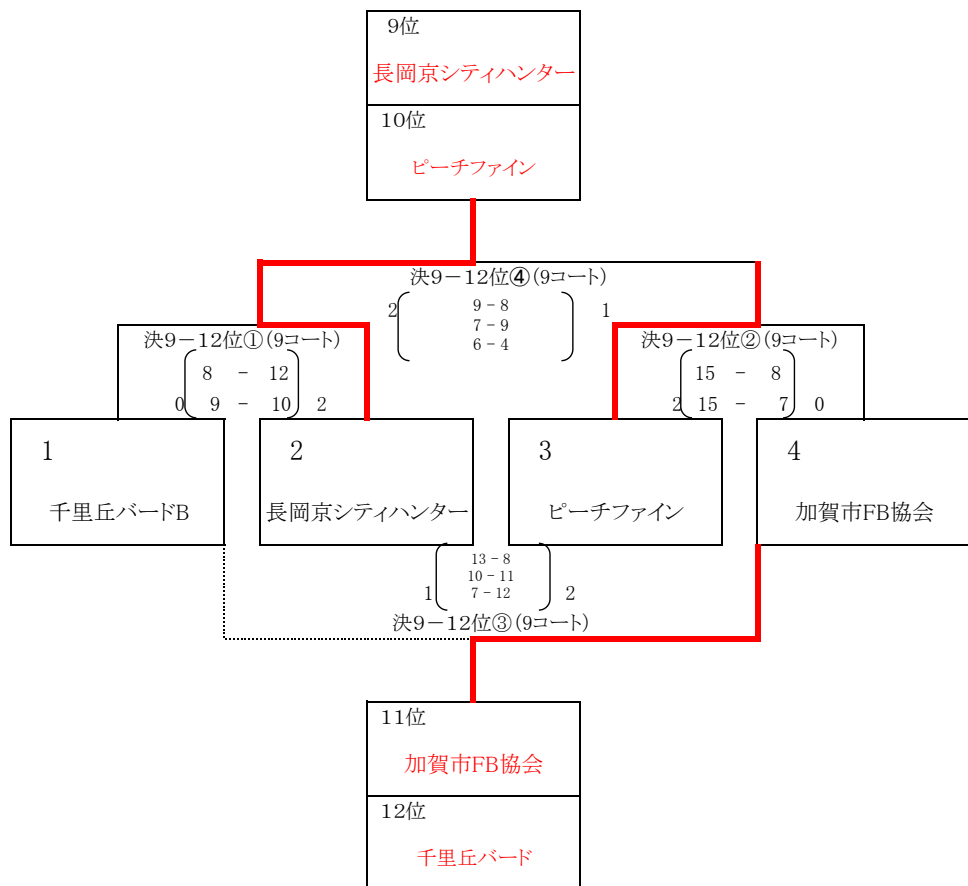 9位
長岡京シティハンター
10位
ピーチファイン
決9－12位④(9コート)
2 9 - 8 1
7 - 9
6 - 4
決9－12位①(9コート)
8 - 12
0 9 - 10 2
決9－12位②(9コート)
15 - 8
2 15 - 7 0
1
千里丘バードB
2
長岡京シティハンター
3
ピーチファイン
4
加賀市FB協会
13 - 8
10 - 11
1 7 - 12 2
決9－12位③(9コート)
11位
加賀市FB協会
12位
千里丘バード